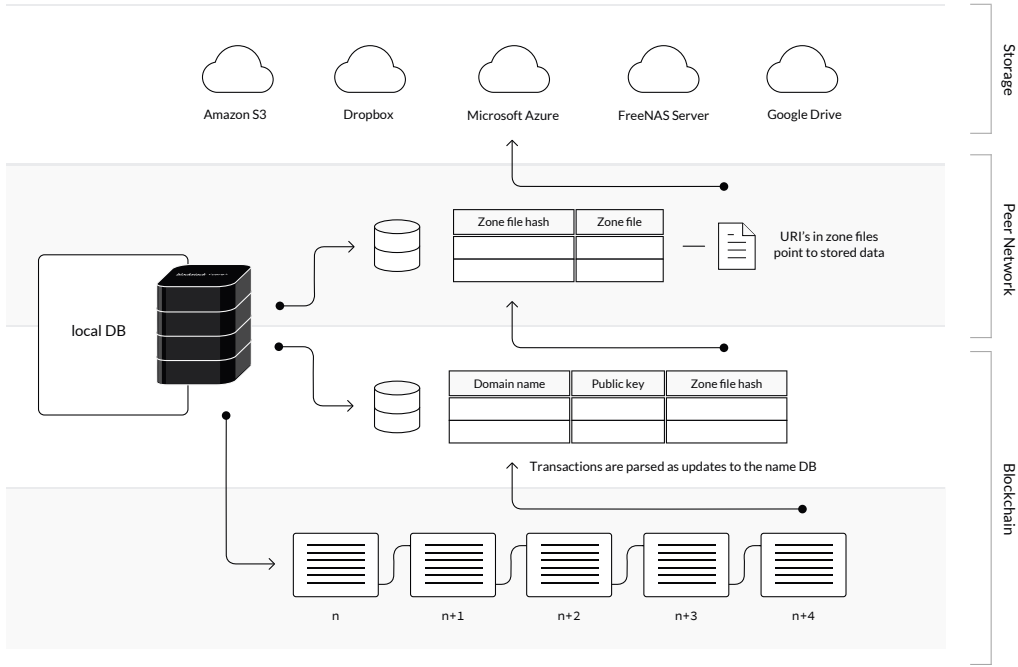 Storage
Amazon S3
Dropbox
Microsoft Azure
FreeNAS Server
Google Drive
Peer Network
Zone file hash
Zone file
URI's in zone files
point to stored data
local DB
Domain name
Public key
Zone file hash
Blockchain
Transactions are parsed as updates to the name DB
n
n+1
n+2
n+3
n+4